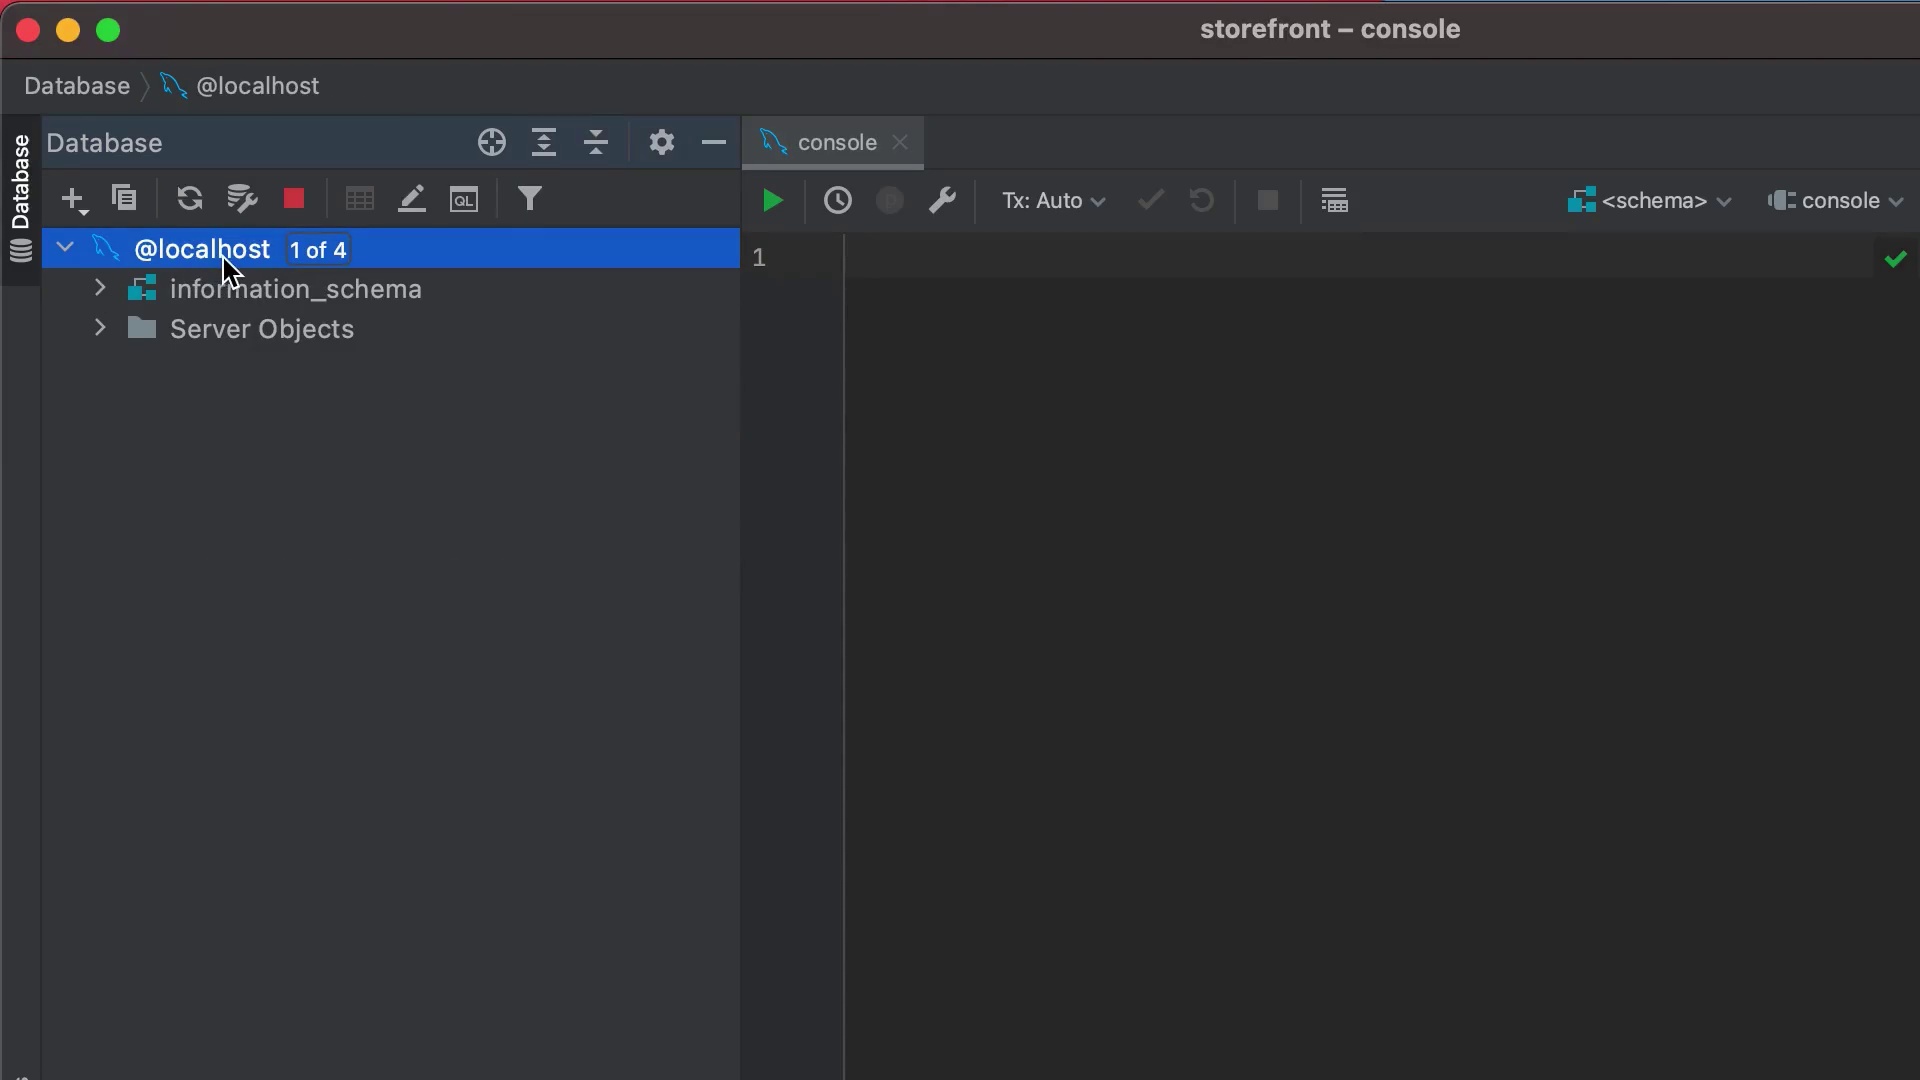 storefront – console
Database @localhost
Database
Database
console
QL
P
Tx: Auto
<schema>
console
@localhost 1 of 4
information_schema
Server Objects
1